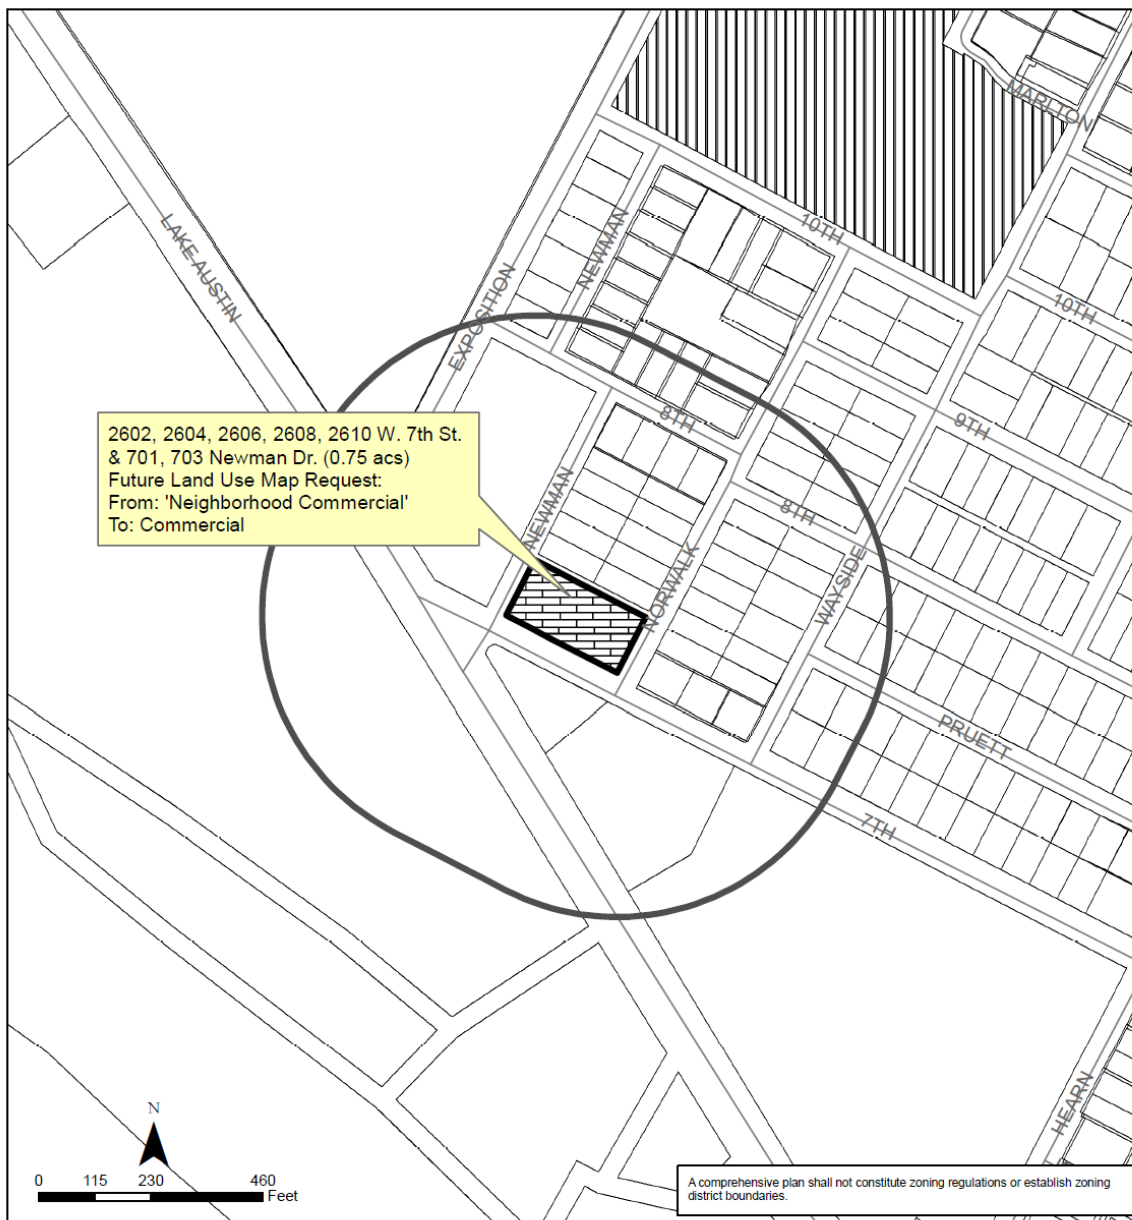 MARLTON
10TH
NEWMAN
LAKE AUSTIN
EXPOSITION
10TH
9TH
8TH
2602, 2604, 2606, 2608, 2610 W. 7th St.
& 701, 703 Newman Dr. (0.75 acs)
Future Land Use Map Request:
From: 'Neighborhood Commercial'
To: Commercial
NEWMAN
8TH
NORWALK
WAYSIDE
PRUETT
7TH
HEARN
N
0 115 230 460
Feet
A comprehensive plan shall not constitute zoning regulations or establish zoning
district boundaries.